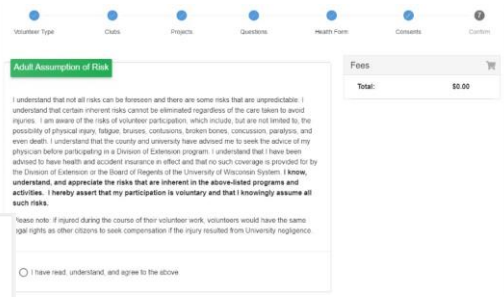 Volunteer Type
Clubs
Projects
Questions
Health Form
Consents
7
Confirm
Adult Assumption of Risk
I understand that not all risks can be foreseen and there are some risks that are unpredictable. I
understand that certain inherent risks cannot be eliminated regardless of the care taken to avoid
injuries. I am aware of the risks of volunteer participation, which include, but are not limited to, the
possibility of physical injury, fatigue, bruises, contusions, broken bones, concussion, paralysis, and
even death. I understand that the county and university have advised me to seek the advice of my
physician before participating in a Division of Extension program. I understand that I have been
advised to have health and accident insurance in effect and that no such coverage is provided for by
the Division of Extension or the Board of Regents of the University of Wisconsin System. I know,
understand, and appreciate the risks that are inherent in the above-listed programs and
activities. I hereby assert that my participation is voluntary and that I knowingly assume all
such risks.
Please note: if injured during the course of their volunteer work, volunteers would have the same
legal rights as other citizens to seek compensation if the injury resulted from University negligence.
I have read, understand, and agree to the above
Fees
Total: $0.00